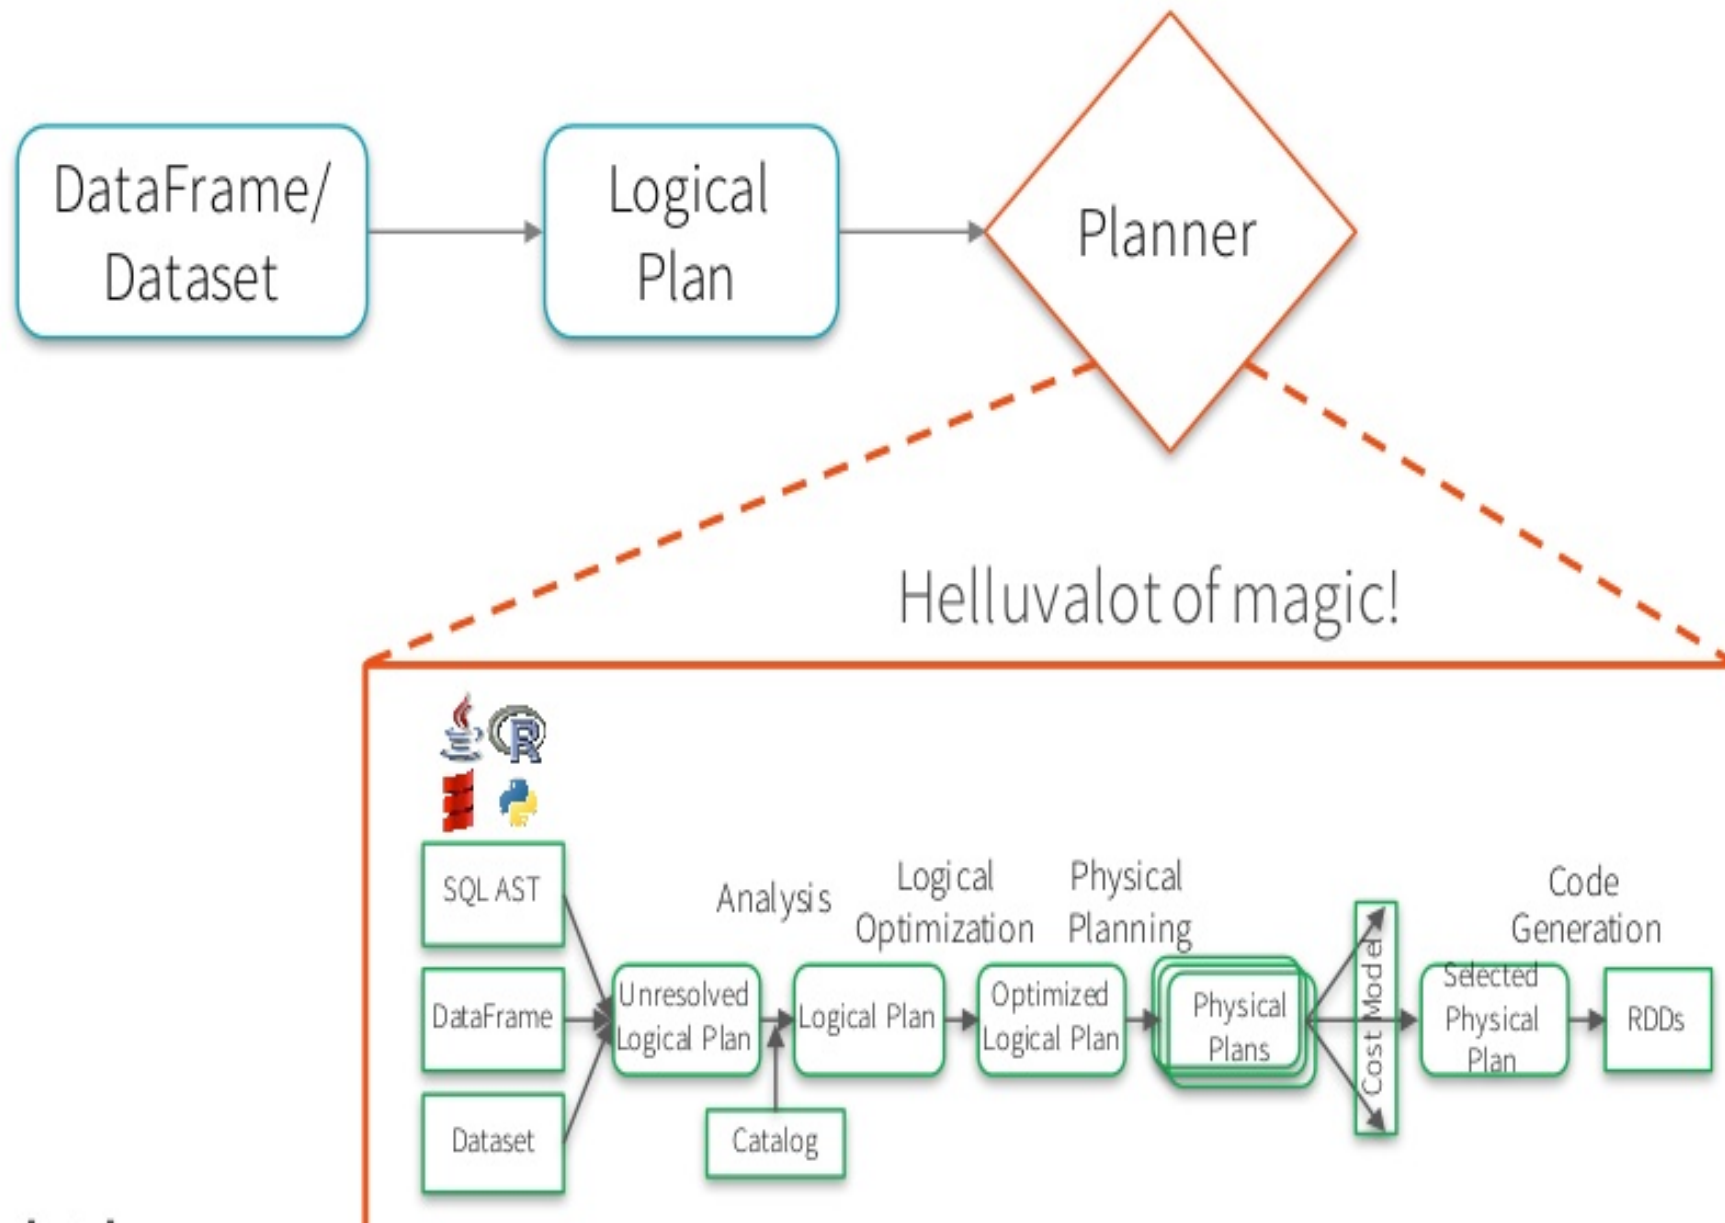 DataFrame/
Dataset
Logical
Plan
Planner
Helluvalot of magic!
R
SQL AST
DataFrame
Dataset
Analysis
Logical
Optimization
Physical
Planning
Code
Generation
Unresolved
Logical Plan
Catalog
Logical Plan
Optimized
Logical Plan
Physical
Plans
Cost Model
Selected
Physical
Plan
RDDs